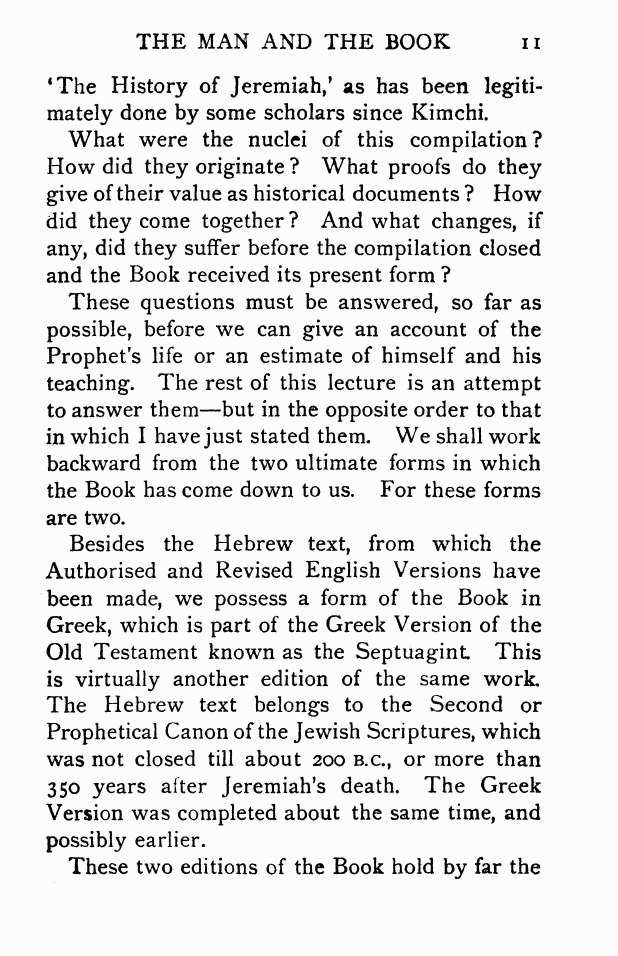 THE MAN AND THE BOOK 11
‘The History of Jeremiah,’ as has been legiti-
mately done by some scholars since Kimchi.
What were the nuclei of this compilation?
How did they originate? What proofs do they
give of their value as historical documents? How
did they come together? And what changes, if
any, did they suffer before the compilation closed
and the Book received its present form?
These questions must be answered, so far as
possible, before we can give an account of the
Prophet's life or an estimate of himself and his
teaching. The rest of this lecture is an attempt
to answer them—but in the opposite order to that
in which I have just stated them. We shall work
backward from the two ultimate forms in which
the Book has come down to us. For these forms
are two.
Besides the Hebrew text, from which the
Authorised and Revised English Versions have
been made, we possess a form of the Book in
Greek, which is part of the Greek Version of the
Old Testament known as the Septuagint. This
is virtually another edition of the same work.
The Hebrew text belongs to the Second or
Prophetical Canon of the Jewish Scriptures, which
was not closed till about 200 B.C., or more than
350 years after Jeremiah's death. The Greek
Version was completed about the same time, and
possibly earlier.
These two editions of the Book hold by far the